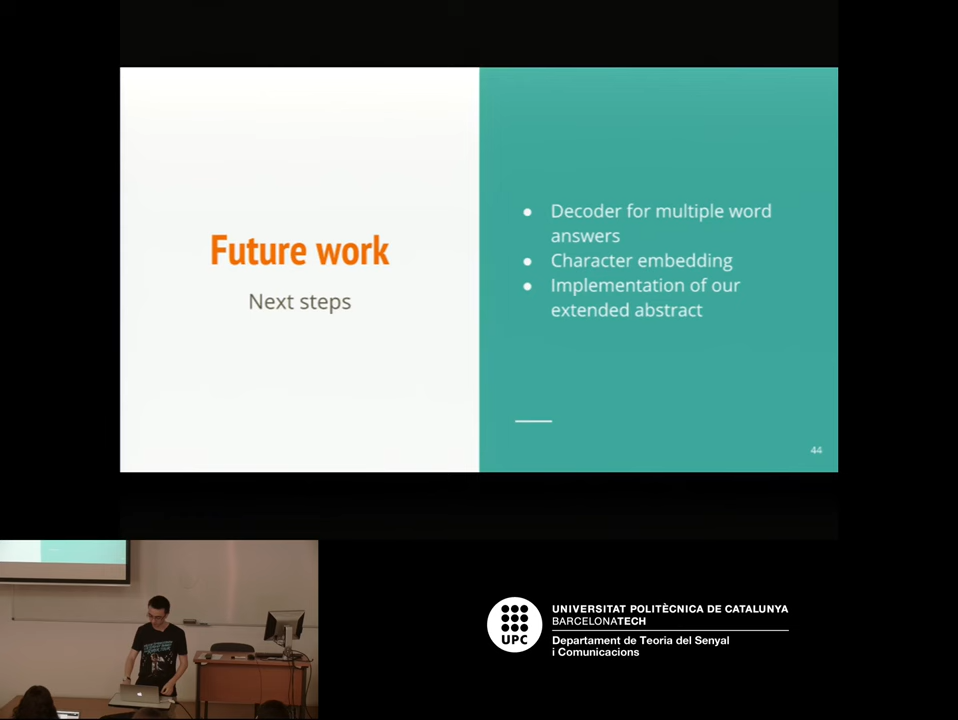 Future work
Next steps
● Decoder for multiple word
answers
● Character embedding
● Implementation of our
extended abstract
44
UPC
UNIVERSITAT POLITÈCNICA DE CATALUNYA
BARCELONATECH
Departament de Teoria del Senyal
i Comunicacions